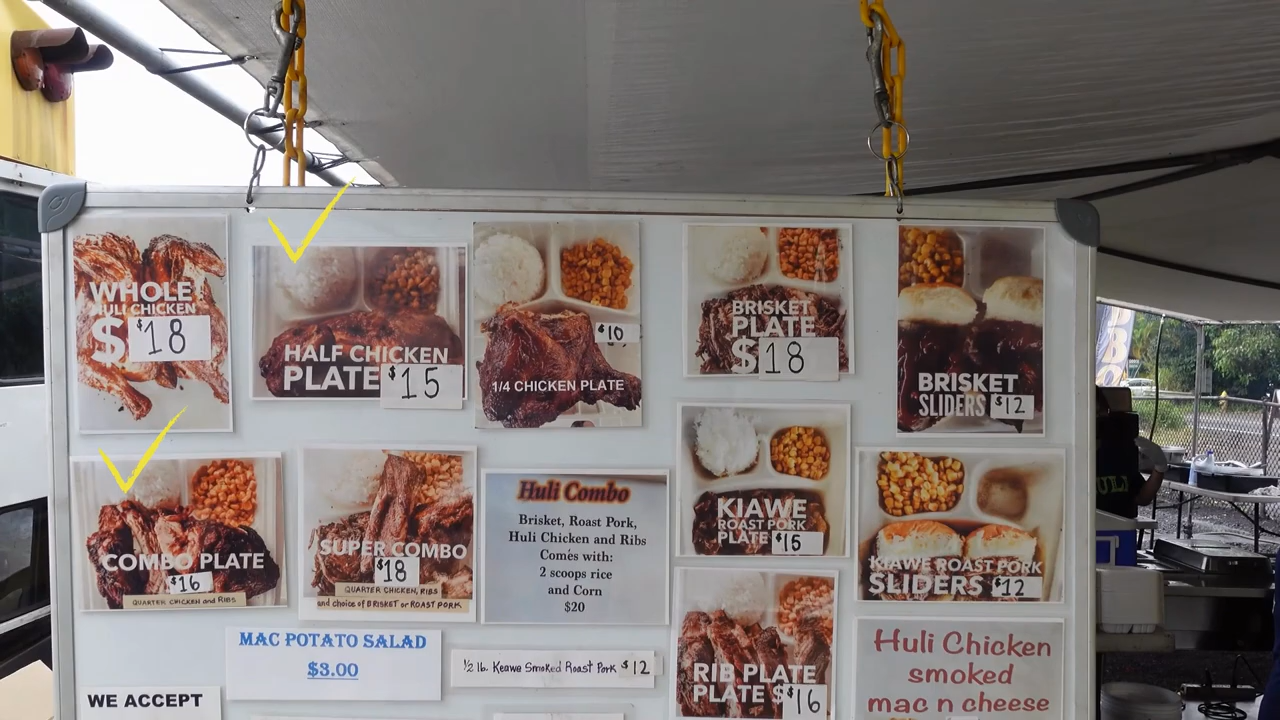 WHOLE
HULI CHICKEN
$ $18
HALF CHICKEN
PLATE $15
$10
1/4 CHICKEN PLATE
BRISKET
PLATE
$ 18
BRISKET
SLIDERS $12
COMBO PLATE
$16
QUARTER CHICKEN and RIBS
SUPER COMBO
$18
QUARTER CHICKEN, RIBS
and choice of BRISKET or ROAST PORK
Huli Combo
Brisket, Roast Pork,
Huli Chicken and Ribs
Comes with:
2 scoops rice
and Corn
$20
KIAWE
ROAST PORK
PLATE $15
KIAWE ROAST PORK
SLIDERS $12
MAC POTATO SALAD
$3.00
1/2 lb. Keawe Smoked Roast Pork $12
RIB PLATE
PLATE $ $16
Huli Chicken
smoked
mac n cheese
WE ACCEPT